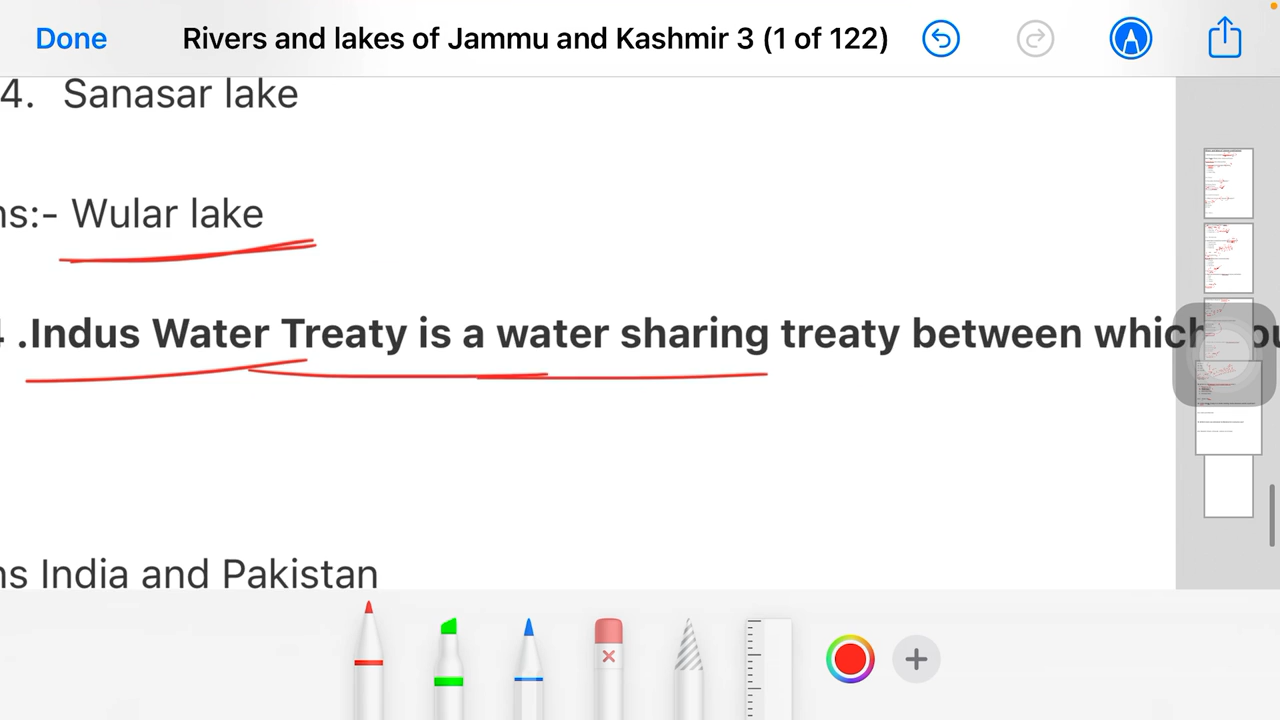 Done Rivers and lakes of Jammu and Kashmir 3 (1 of 122)
4. Sanasar lake
ns:- Wular lake
.Indus Water Treaty is a water sharing treaty between which
ns India and Pakistan